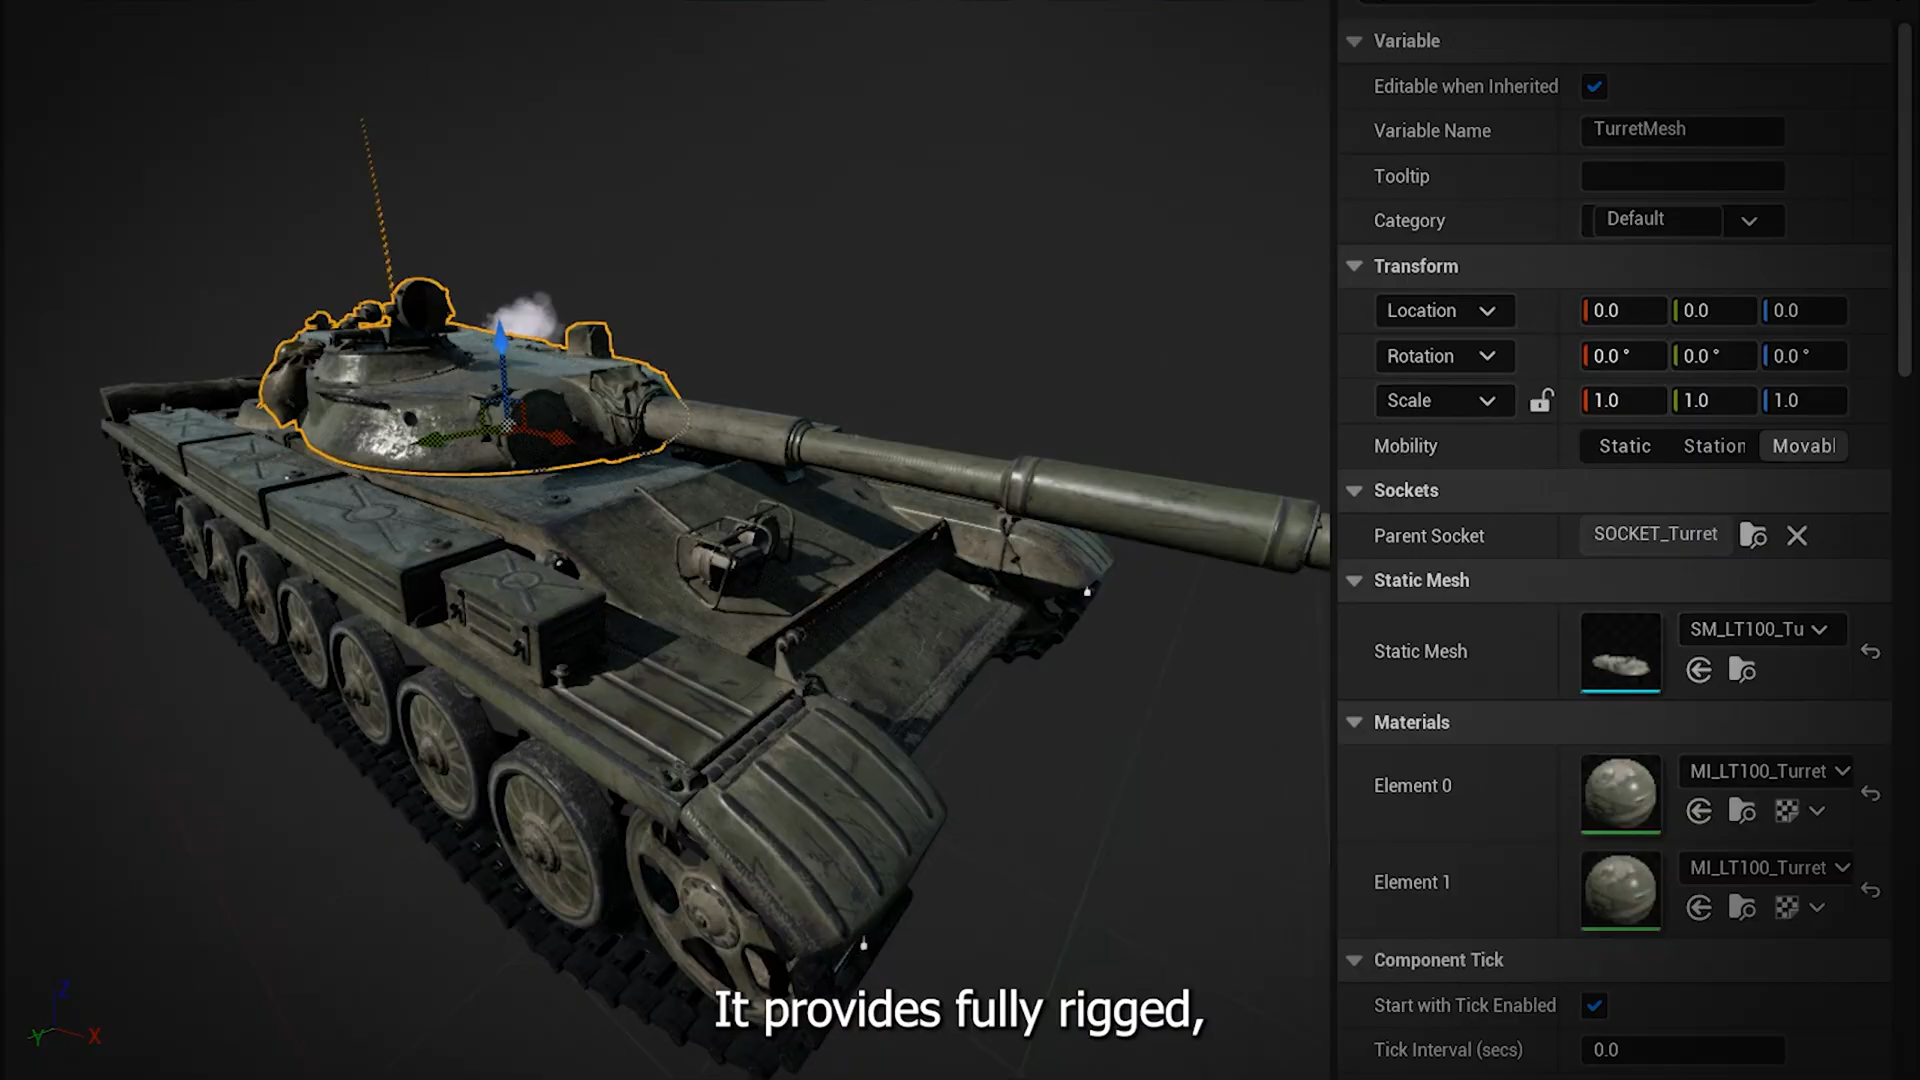 Variable
Editable when Inherited
Variable Name TurretMesh
Tooltip
Category Default
Transform
Location 0.0 0.0 0.0
Rotation 0.0 ° 0.0 ° 0.0 °
Scale 1.0 1.0 1.0
Mobility Static Station Movabl
Sockets
Parent Socket SOCKET_Turret
Static Mesh
Static Mesh SM_LT100_Tu
Materials
Element 0 MI_LT100_Turret
Element 1 MI_LT100_Turret
Component Tick
Start with Tick Enabled
Tick Interval (secs) 0.0
Z
Y X
It provides fully rigged,